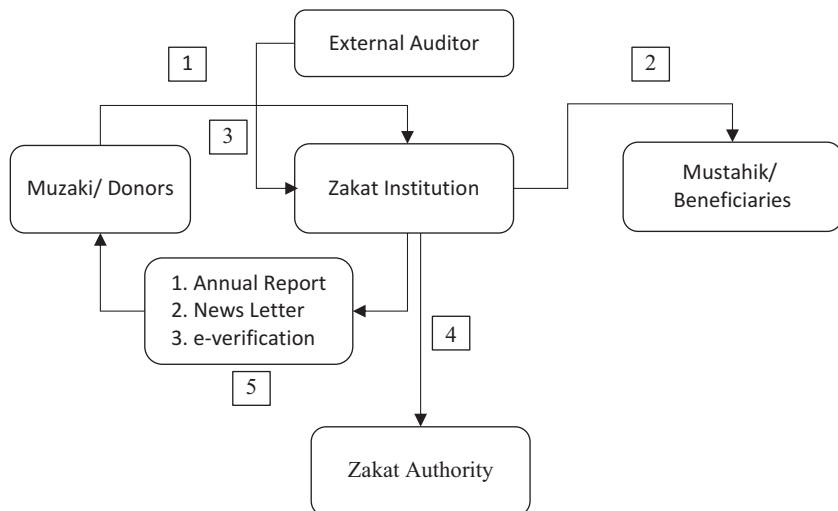 External Auditor
1
2
3
Muzaki/ Donors
Zakat Institution
Mustahik/
Beneficiaries
1. Annual Report
2. News Letter
3. e-verification
4
5
Zakat Authority